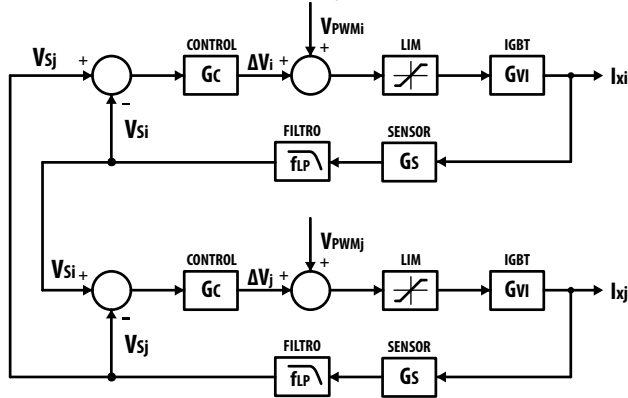 VPWMi
VSj + CONTROL ΔVi + + LIM IGBT
GC GVI Ixi
−
VSi
FILTRO SENSOR
fLP GS
VPWMj
VSi + CONTROL ΔVj + + LIM IGBT
GC GVI Ixj
−
VSj
FILTRO SENSOR
fLP GS